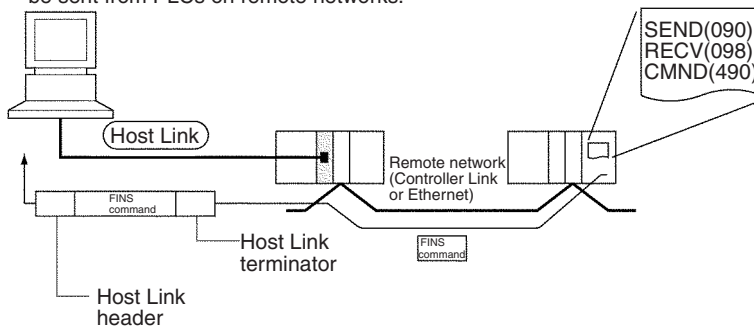 be sent from PLCs on remote networks.
SEND(090)
RECV(098)
CMND(490)
Host Link
Remote network
(Controller Link
or Ethernet)
FINS
command
Host Link
terminator
FINS
command
Host Link
header